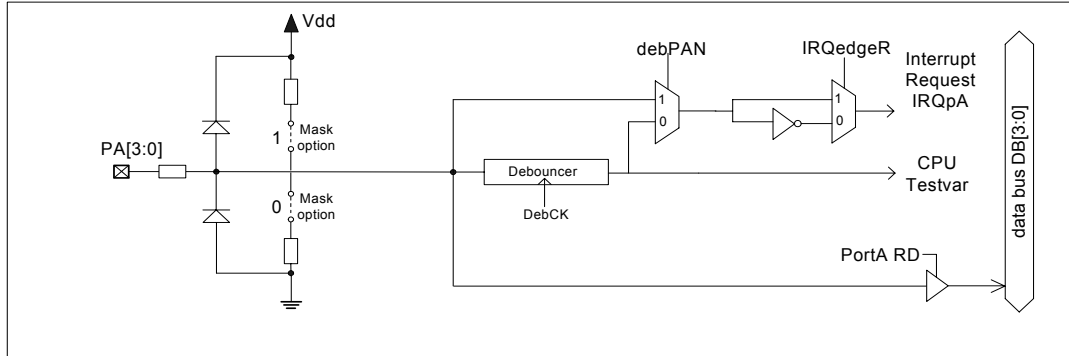 Vdd
debPAN
IRQedgeR
Interrupt
Request
IRQpA
1
0
1
0
1
Mask
option
PA[3:0]
Debouncer
CPU
Testvar
0
Mask
option
DebCK
PortA RD
data bus DB[3:0]